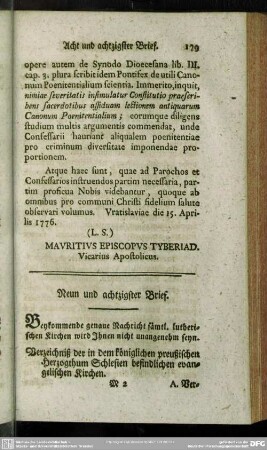 Acht und achtzigster Brief. 179
opere autem de Synodo Dioecesana lib. III.
cap. 3. plura scribit idem Pontifex de utili Cano-
num Poenitentialium scientia. Immerito, inquit,
nimiae severitatis insimulatur Constitutio praescri-
bens sacerdotibus assiduam lectionem antiquarum
Canonum Poenitentialium; eorumque diligens
studium multis argumentis commendat, unde
Confessarii hauriant aliqualem poenitentiae
pro criminum diversitate imponendae pro-
portionem.
Atque haec sunt, quae ad Parochos et
Confessarios instruendos partim necessaria, par-
tim proficua Nobis videbantur, quoque ab
omnibus pro communi Christi fidelium salute
observari volumus. Vratislaviae die 15. Apri-
lis 1776.
(L. S.)
MAVRITIVS EPISCOPVS TYBERIAD.
Vicarius Apostolicus.
Neun und achtzigster Brief.
Beykommende genaue Nachricht sämtl. lutheri-
schen Kirchen wird Ihnen nicht unangenehm seyn.
Verzeichniß der in dem königlichen preußischen
Herzogthum Schlesien befindlichen evan-
gelischen Kirchen.
M 2 A. Ver-